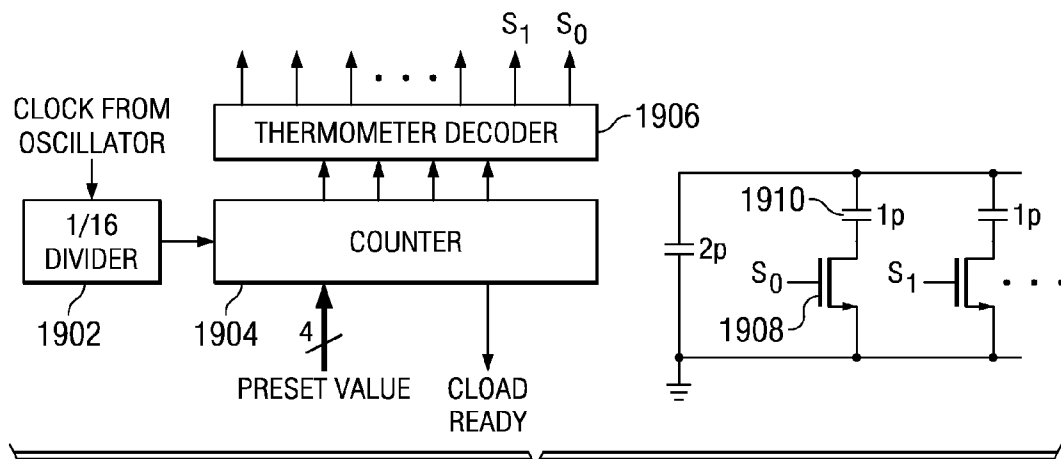 S1 S0
CLOCK FROM
OSCILLATOR
THERMOMETER DECODER
1906
1/16
DIVIDER
COUNTER
1902
1904
4
PRESET VALUE
CLOAD
READY
1910
1p
1p
2p
S0
S1
1908